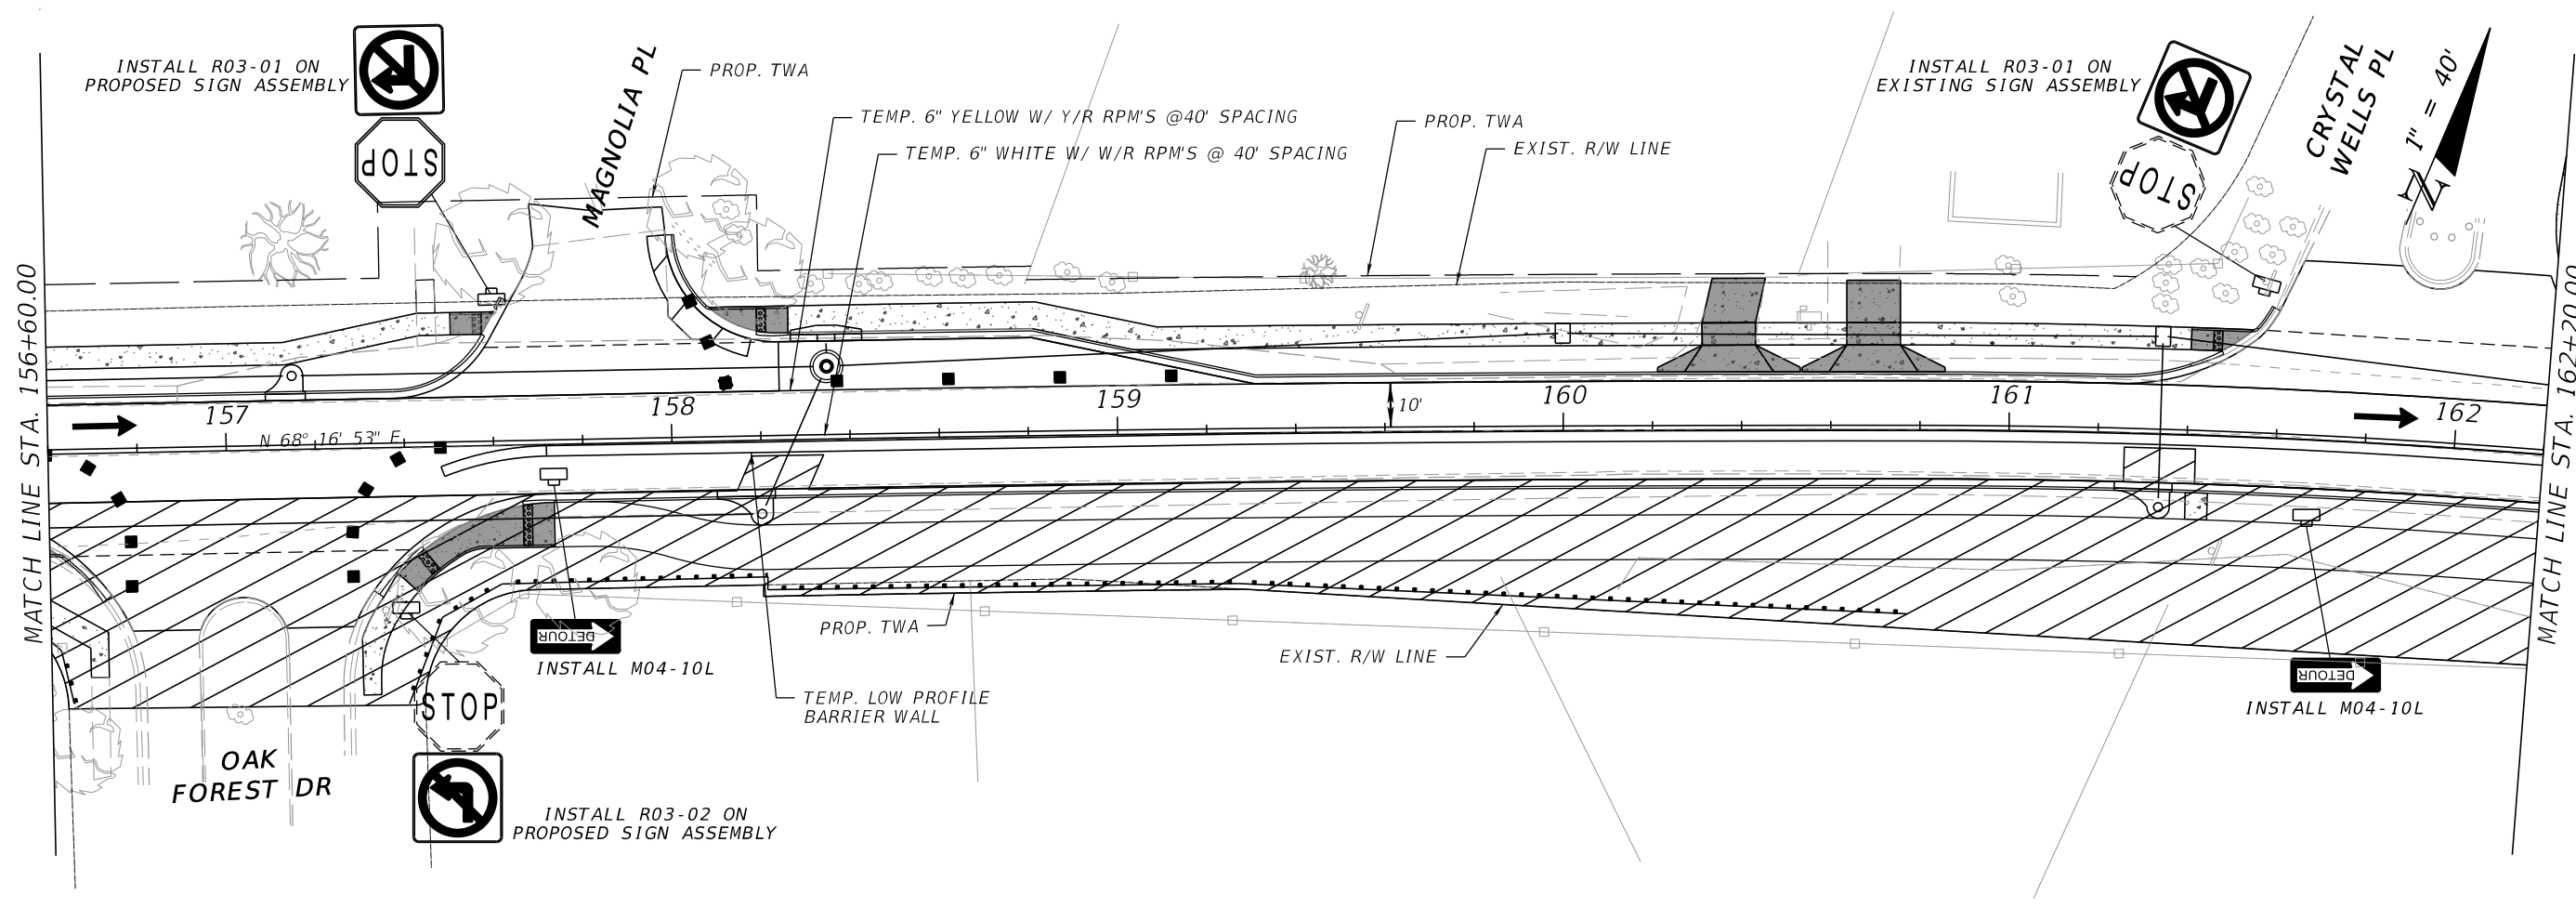 INSTALL R03-01 ON
PROPOSED SIGN ASSEMBLY
STOP
MAGNOLIA PL
PROP. TWA
TEMP. 6" YELLOW W/ Y/R RPM'S @40' SPACING
TEMP. 6" WHITE W/ W/R RPM'S @ 40' SPACING
PROP. TWA
EXIST. R/W LINE
INSTALL R03-01 ON
EXISTING SIGN ASSEMBLY
STOP
CRYSTAL
WELLS PL
1" = 40'
N
MATCH LINE STA. 156+60.00
157
158
159
160
161
162
10'
N 68° 16' 53" E
MATCH LINE STA. 162+20.00
DETOUR
INSTALL M04-10L
PROP. TWA
EXIST. R/W LINE
TEMP. LOW PROFILE
BARRIER WALL
DETOUR
INSTALL M04-10L
STOP
OAK
FOREST DR
INSTALL R03-02 ON
PROPOSED SIGN ASSEMBLY